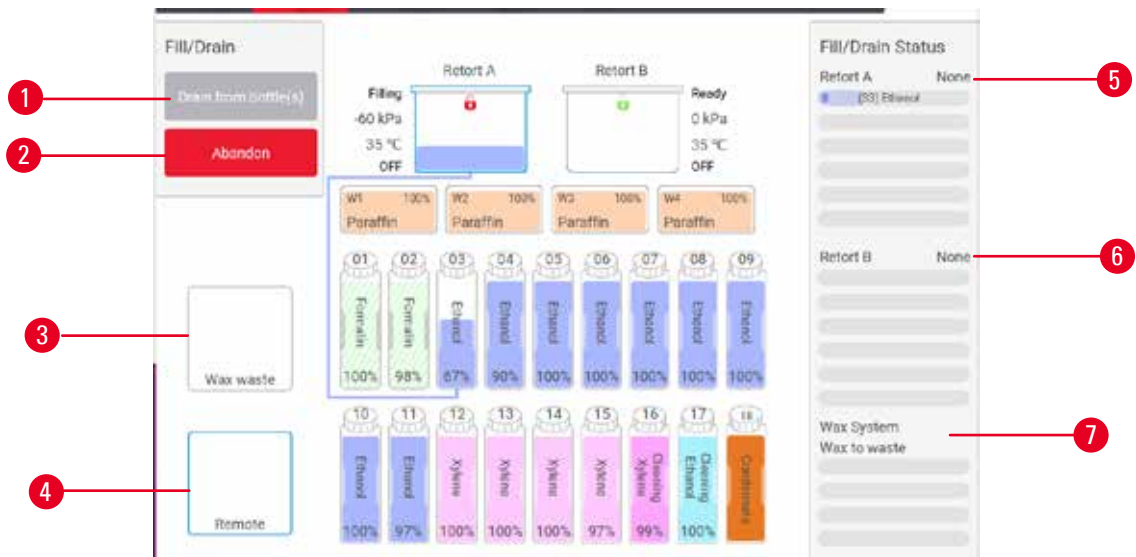 Fill/Drain
Drain from bottle(s)
Abandon
Wax waste
Remote
1
2
3
4
Retort A
Retort B
Filling
-60 kPa
35 °C
OFF
Ready
0 kPa
35 °C
OFF
W1 100% W2 100% W3 100% W4 100%
Paraffin Paraffin Paraffin Paraffin
01 02 03 04 05 06 07 08 09
Formalin Formalin Ethanol Ethanol Ethanol Ethanol Ethanol Ethanol Ethanol
100% 98% 67% 90% 100% 100% 100% 100% 100%
10 11 12 13 14 15 16 17 18
Ethanol Ethanol Xylene Xylene Xylene Xylene Cleaning Xylene Cleaning Ethanol Condensate
100% 97% 100% 100% 100% 97% 99% 100%
Fill/Drain Status
Retort A None
(S3) Ethanol
Retort B None
Wax System
Wax to waste
5
6
7